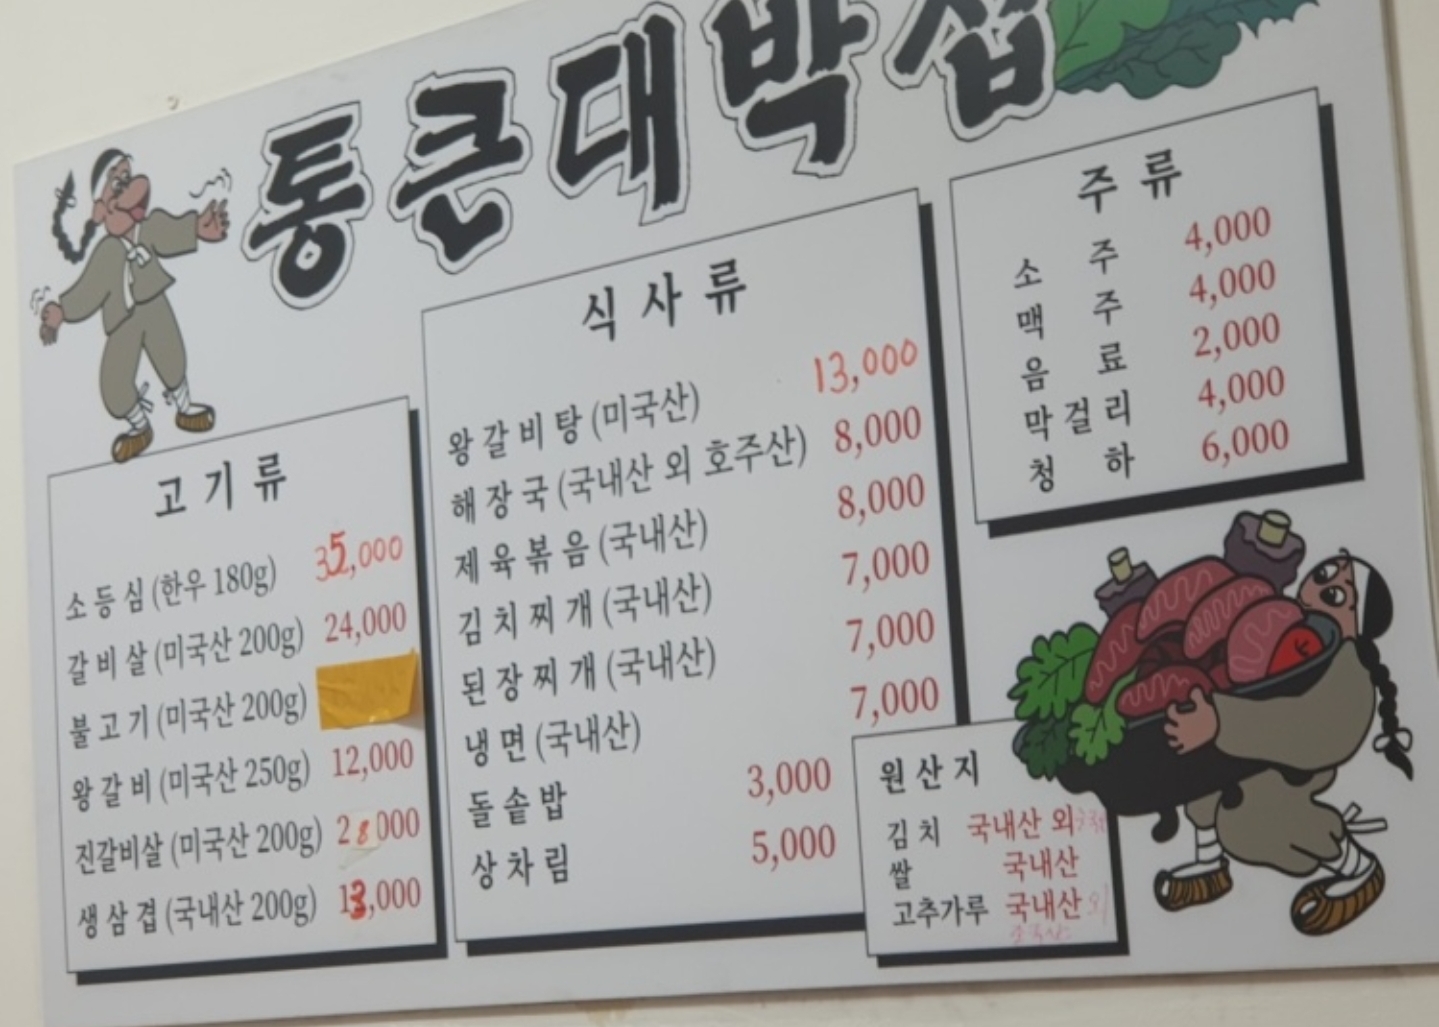 통큰대박쌈
고기류
소등심 (한우 180g) 35,000
갈비살 (미국산 200g) 24,000
불고기 (미국산 200g)
왕갈비 (미국산 250g) 12,000
진갈비살 (미국산 200g) 28,000
생삼겹 (국내산 200g) 13,000
식사류
왕갈비탕 (미국산) 13,000
해장국 (국내산 외 호주산) 8,000
제육볶음 (국내산) 8,000
김치찌개 (국내산) 7,000
된장찌개 (국내산) 7,000
냉면 (국내산) 7,000
돌솥밥 3,000
상차림 5,000
주류
소주 4,000
맥주 4,000
음료 2,000
막걸리 4,000
청하 6,000
원산지
김치 국내산 외
쌀 국내산
고추가루 국내산 외